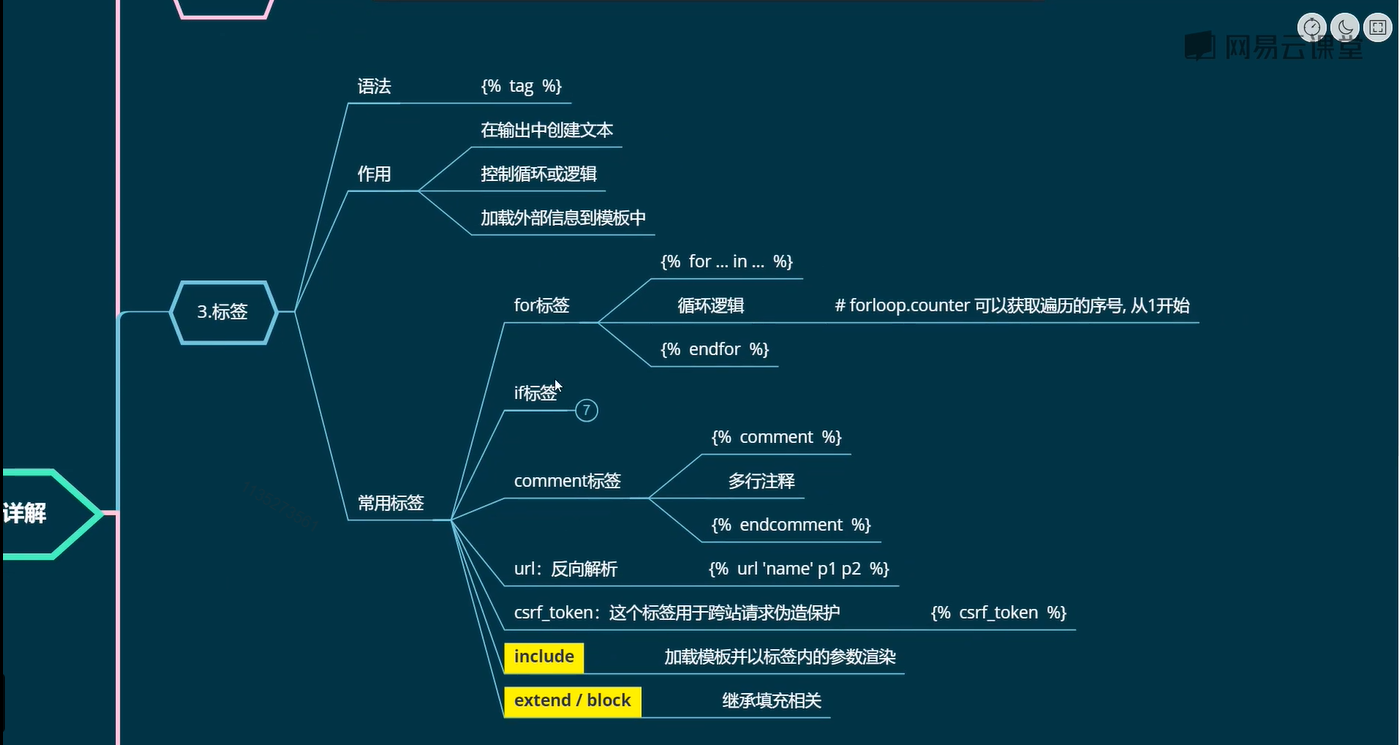 网易云课堂
语法
{% tag %}
在输出中创建文本
作用
控制循环或逻辑
加载外部信息到模板中
3.标签
{% for ... in ... %}
for标签
循环逻辑
# forloop.counter 可以获取遍历的序号, 从1开始
{% endfor %}
if标签
7
{% comment %}
comment标签
多行注释
{% endcomment %}
常用标签
详解
url：反向解析
{% url 'name' p1 p2 %}
csrf_token：这个标签用于跨站请求伪造保护
{% csrf_token %}
include
加载模板并以标签内的参数渲染
extend / block
继承填充相关